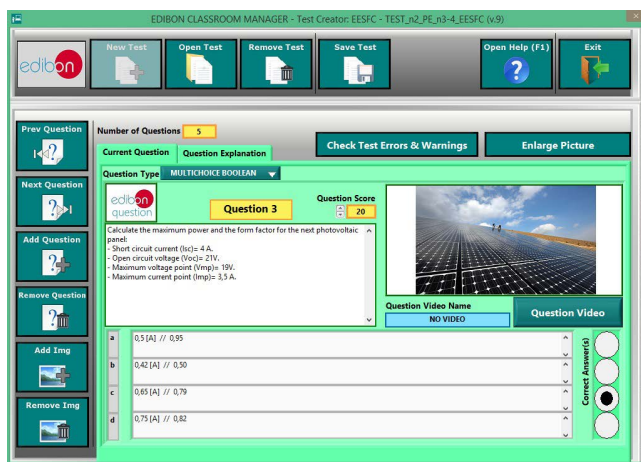 EDIBON CLASSROOM MANAGER - Test Creator: EESFC - TEST_n2_PE_n3-4_EESFC (v.9)
edibon
New Test
Open Test
Remove Test
Save Test
Open Help (F1)
Exit
Prev Question
Next Question
Add Question
Remove Question
Add Img
Remove Img
Number of Questions 5
Check Test Errors & Warnings
Enlarge Picture
Current Question
Question Explanation
Question Type MULTICHOICE BOOLEAN
edibon
question
Question 3
Question Score
20
Calculate the maximum power and the form factor for the next photovoltaic
panel:
- Short circuit current (Isc)= 4 A.
- Open circuit voltage (Voc)= 21V.
- Maximum voltage point (Vmp)= 19V.
- Maximum current point (Imp)= 3,5 A.
Question Video Name
NO VIDEO
Question Video
a 0,5 [A] // 0,95
b 0,42 [A] // 0,50
c 0,65 [A] // 0,79
d 0,75 [A] // 0,82
Correct Answer(s)